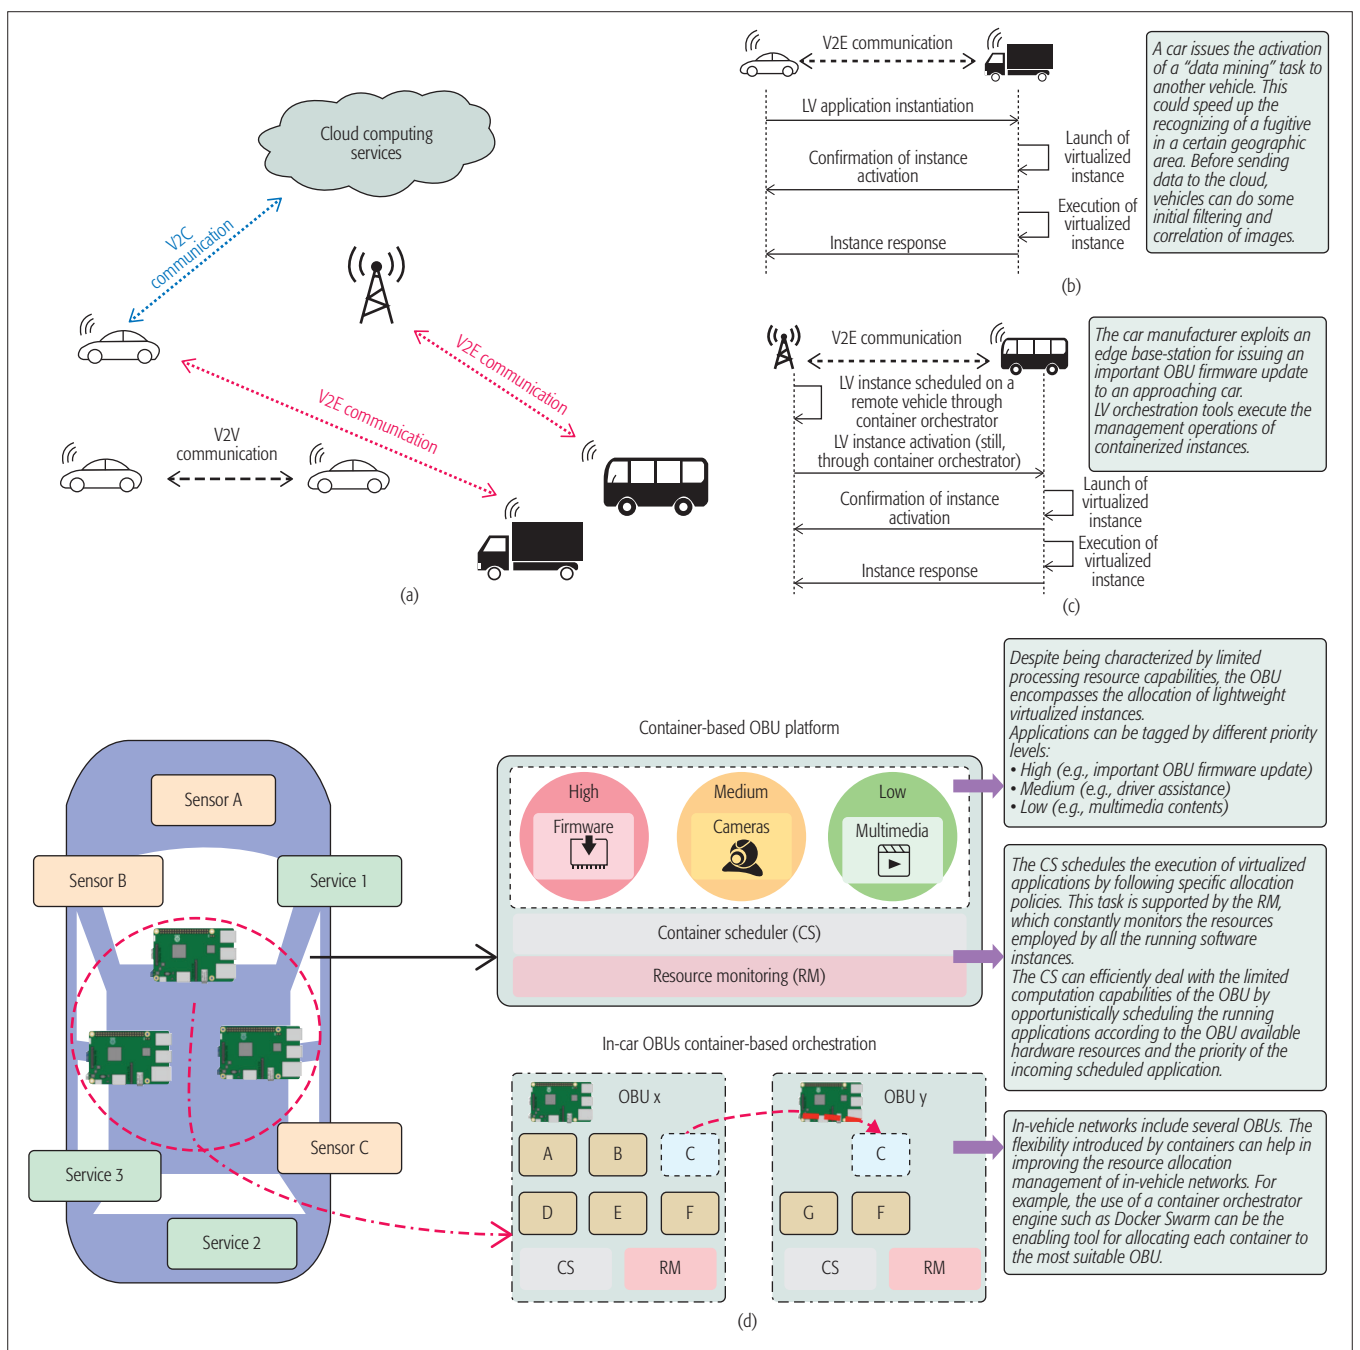 Cloud computing
services
V2C
communication
V2E communication
V2E communication
V2V
communication
(a)
V2E communication
LV application instantiation
Launch of
virtualized
instance
Confirmation of instance
activation
Execution of
virtualized
instance
Instance response
(b)
A car issues the activation
of a “data mining” task to
another vehicle. This
could speed up the
recognizing of a fugitive
in a certain geographic
area. Before sending
data to the cloud,
vehicles can do some
initial filtering and
correlation of images.
V2E communication
LV instance scheduled on a
remote vehicle through
container orchestrator
LV instance activation (still,
through container orchestrator)
Launch of
virtualized
instance
Confirmation of instance
activation
Execution of
virtualized
instance
Instance response
(c)
The car manufacturer exploits an
edge base-station for issuing an
important OBU firmware update
to an approaching car.
LV orchestration tools execute the
management operations of
containerized instances.
Sensor A
Sensor B
Service 1
Sensor C
Service 3
Service 2
Container-based OBU platform
High
Firmware
Medium
Cameras
Low
Multimedia
Container scheduler (CS)
Resource monitoring (RM)
In-car OBUs container-based orchestration
OBU x
A
B
C
D
E
F
CS
RM
OBU y
C
G
F
CS
RM
(d)
Despite being characterized by limited
processing resource capabilities, the OBU
encompasses the allocation of lightweight
virtualized instances.
Applications can be tagged by different priority
levels:
• High (e.g., important OBU firmware update)
• Medium (e.g., driver assistance)
• Low (e.g., multimedia contents)
The CS schedules the execution of virtualized
applications by following specific allocation
policies. This task is supported by the RM,
which constantly monitors the resources
employed by all the running software
instances.
The CS can efficiently deal with the limited
computation capabilities of the OBU by
opportunistically scheduling the running
applications according to the OBU available
hardware resources and the priority of the
incoming scheduled application.
In-vehicle networks include several OBUs. The
flexibility introduced by containers can help in
improving the resource allocation
management of in-vehicle networks. For
example, the use of a container orchestrator
engine such as Docker Swarm can be the
enabling tool for allocating each container to
the most suitable OBU.